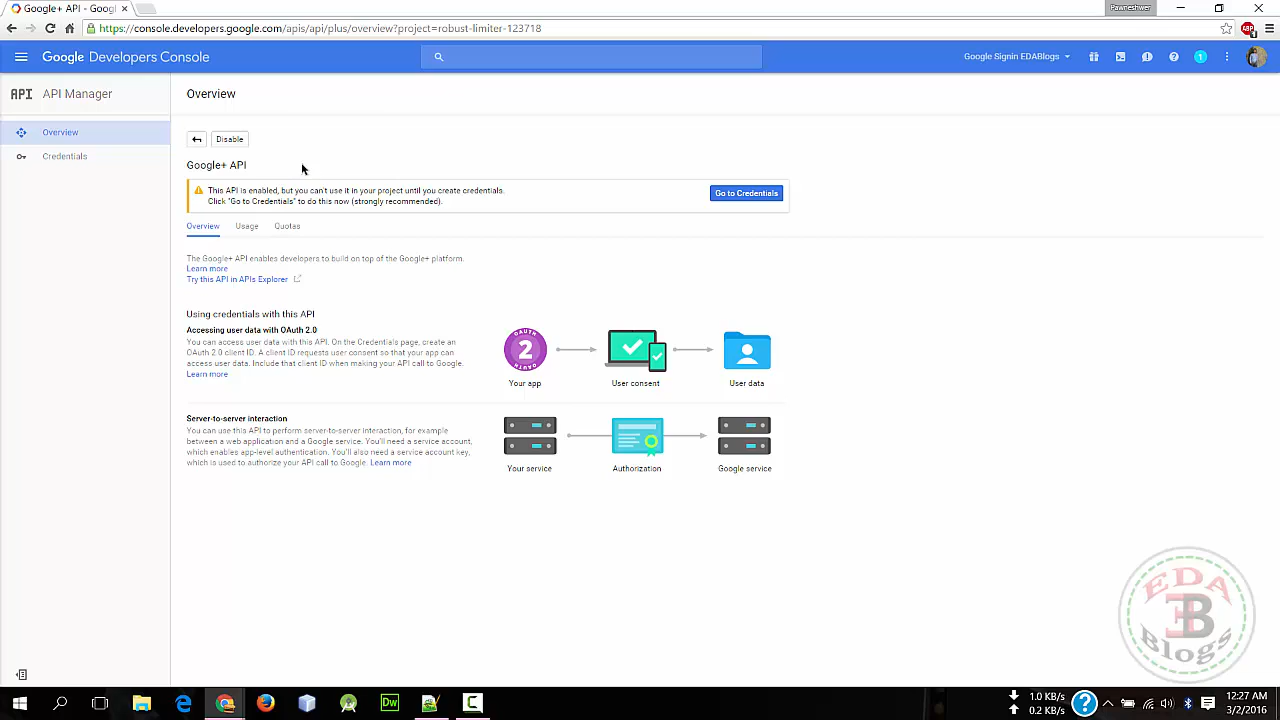 Google+ API - Googl
Pawneshwer
https://console.developers.google.com/apis/api/plus/overview?project=robust-limiter-123718
ABP
Google Developers Console
Google Signin EDABlogs
1
API API Manager
Overview
Overview
Credentials
Disable
Google+ API
This API is enabled, but you can't use it in your project until you create credentials.
Click "Go to Credentials" to do this now (strongly recommended).
Go to Credentials
Overview Usage Quotas
The Google+ API enables developers to build on top of the Google+ platform.
Learn more
Try this API in APIs Explorer
Using credentials with this API
Accessing user data with OAuth 2.0
You can access user data with this API. On the Credentials page, create an
OAuth 2.0 client ID. A client ID requests user consent so that your app can
access user data. Include that client ID when making your API call to Google.
Learn more
OAUTH
2
OAUTH
Your app User consent User data
Server-to-server interaction
You can use this API to perform server-to-server interaction, for example
between a web application and a Google service. You'll need a service account,
which enables app-level authentication. You'll also need a service account key,
which is used to authorize your API call to Google. Learn more
Your service Authorization Google service
EDA
EB
Blogs
Dw
1.0 KB/s
0.2 KB/s
12:27 AM
3/2/2016